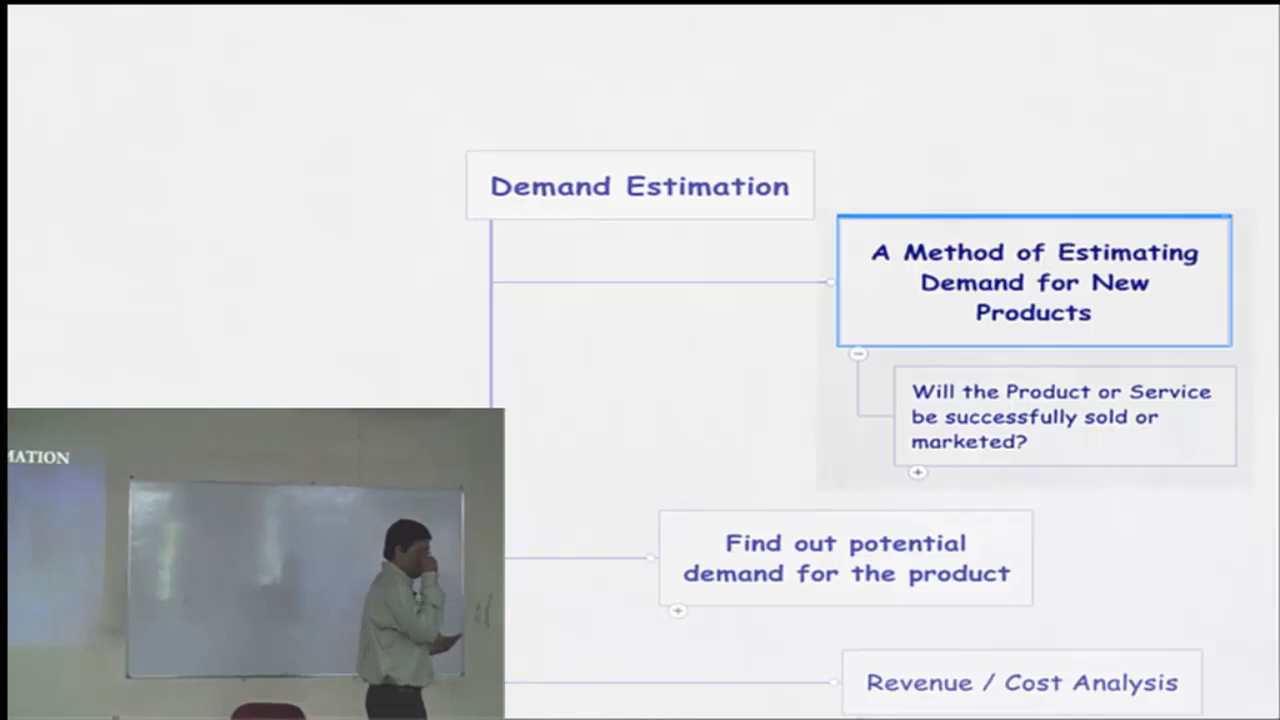 Demand Estimation
A Method of Estimating
Demand for New
Products
Will the Product or Service
be successfully sold or
marketed?
Find out potential
demand for the product
Revenue / Cost Analysis
MATION